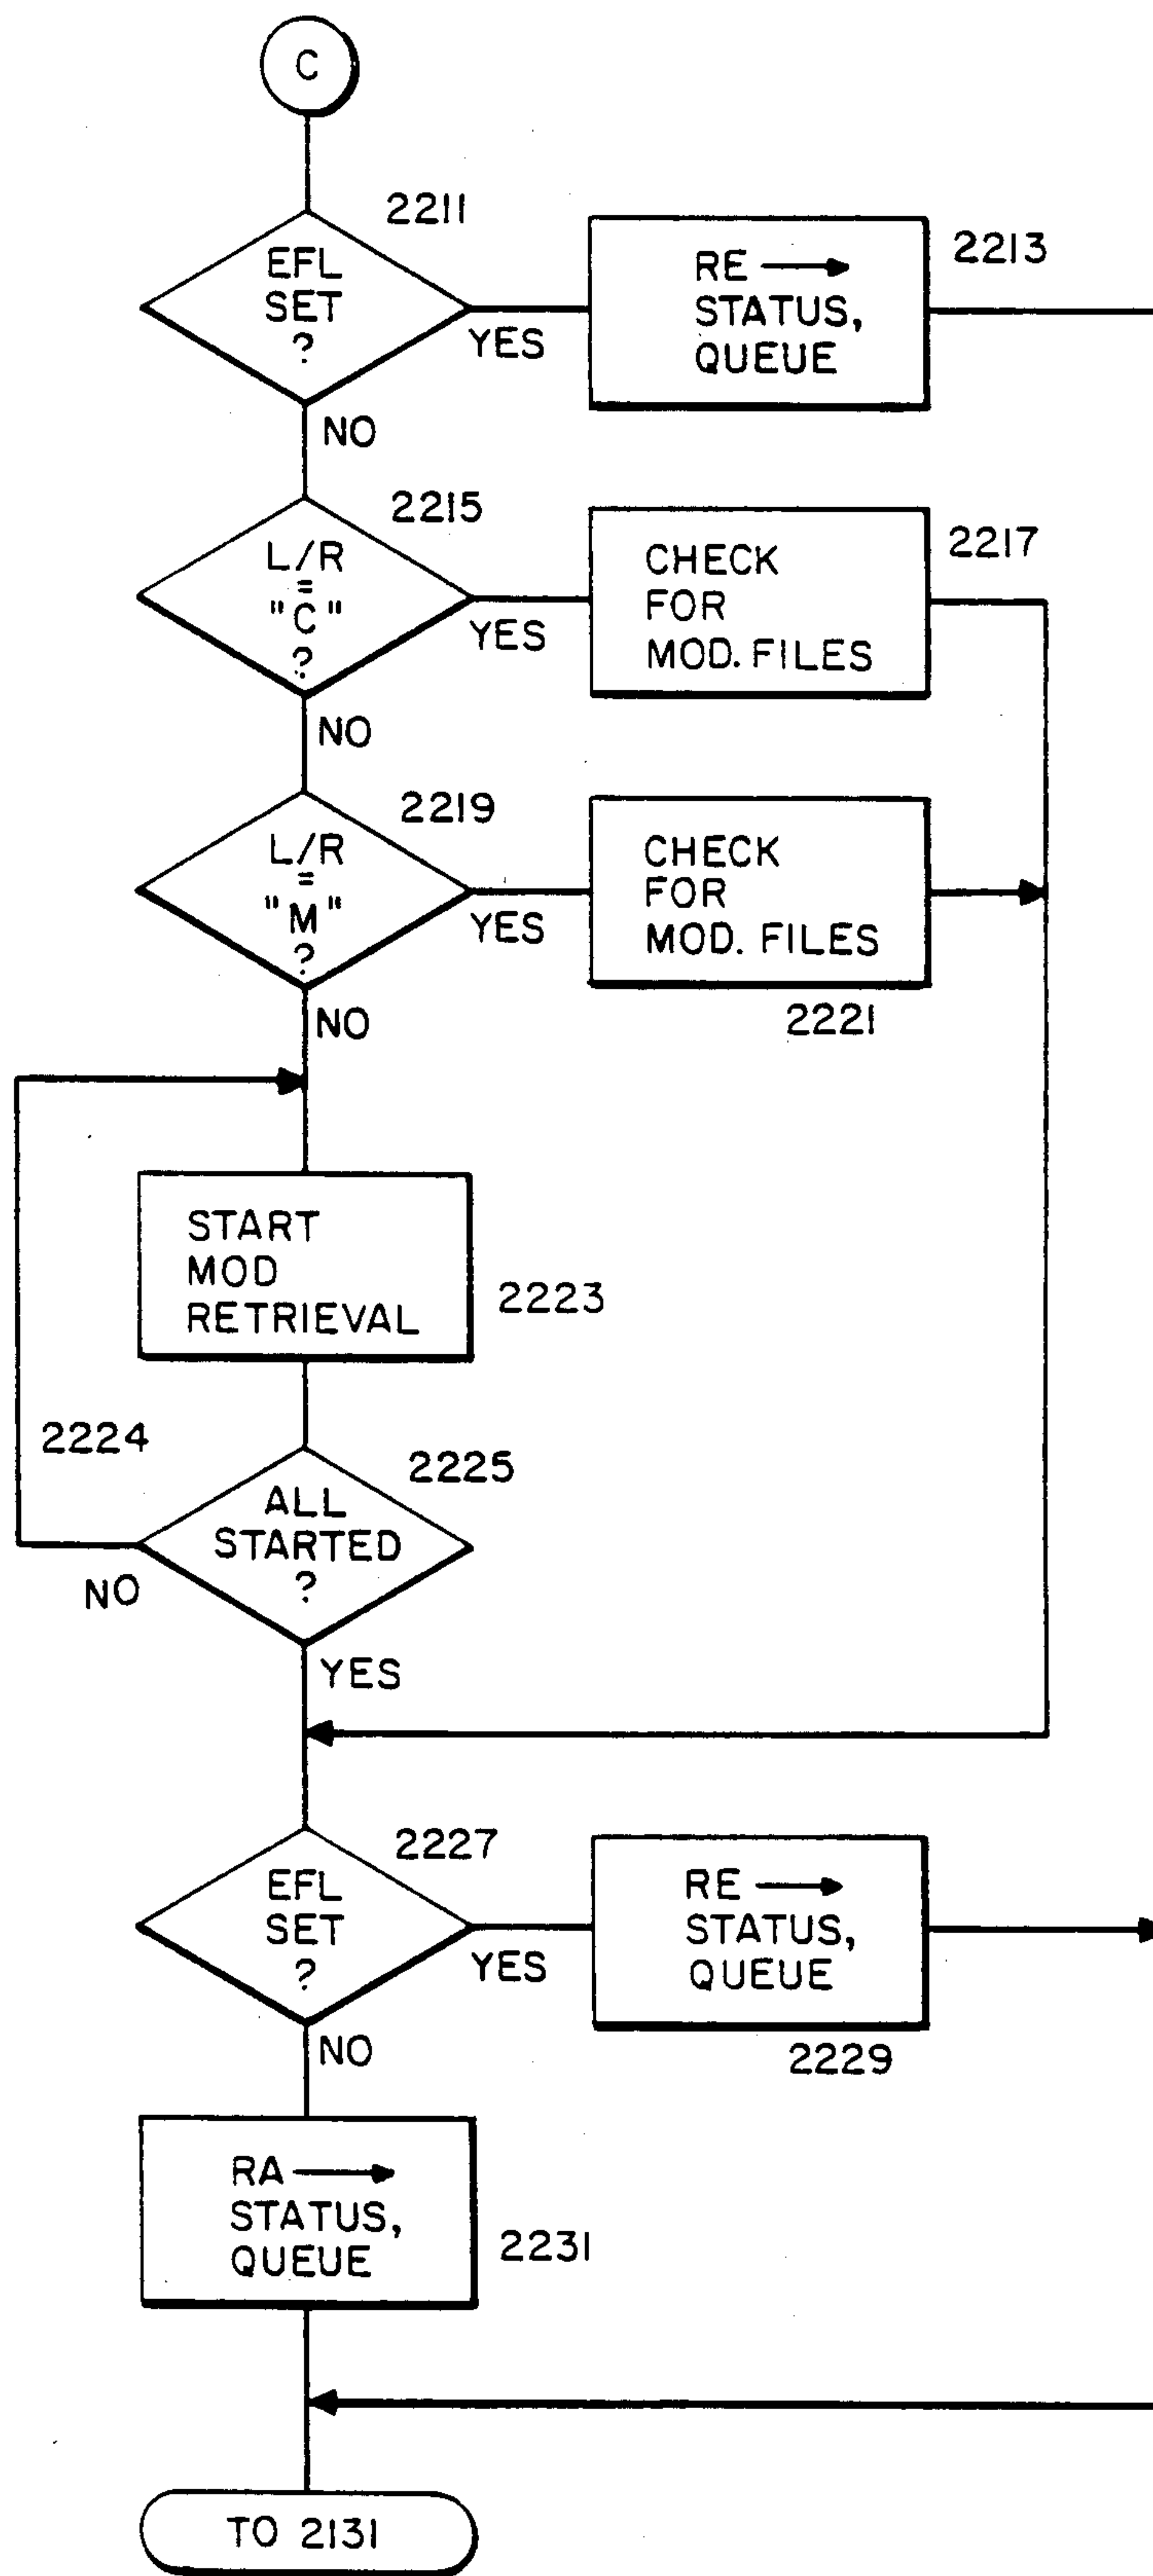 C
2211
EFL
SET
?
YES
NO
RE →
STATUS,
QUEUE
2213
2215
L/R
=
"C"
?
YES
NO
CHECK
FOR
MOD. FILES
2217
2219
L/R
=
"M"
?
YES
NO
CHECK
FOR
MOD. FILES
2221
START
MOD
RETRIEVAL
2223
2224
2225
ALL
STARTED
?
NO
YES
2227
EFL
SET
?
YES
NO
RE →
STATUS,
QUEUE
2229
RA →
STATUS,
QUEUE
2231
TO 2131